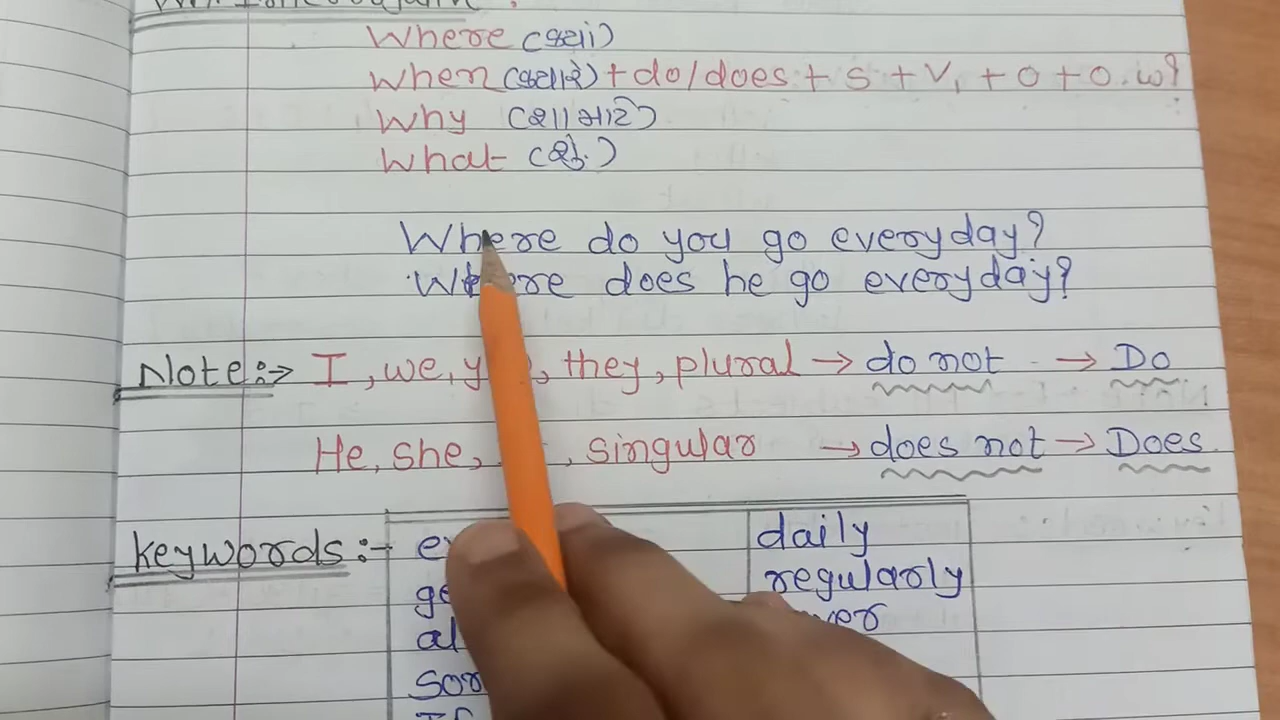 Where (ક્યાં)
When (ક્યારે) + do/does + S + V₁ + O + O.w?
Why (શા માટે)
What (શું)
Where do you go everyday?
Where does he go everyday?
Note:-> I, we, you, they, plural → do not → Do
He, she, , singular → does not → Does
Keywords:-
daily
regularly